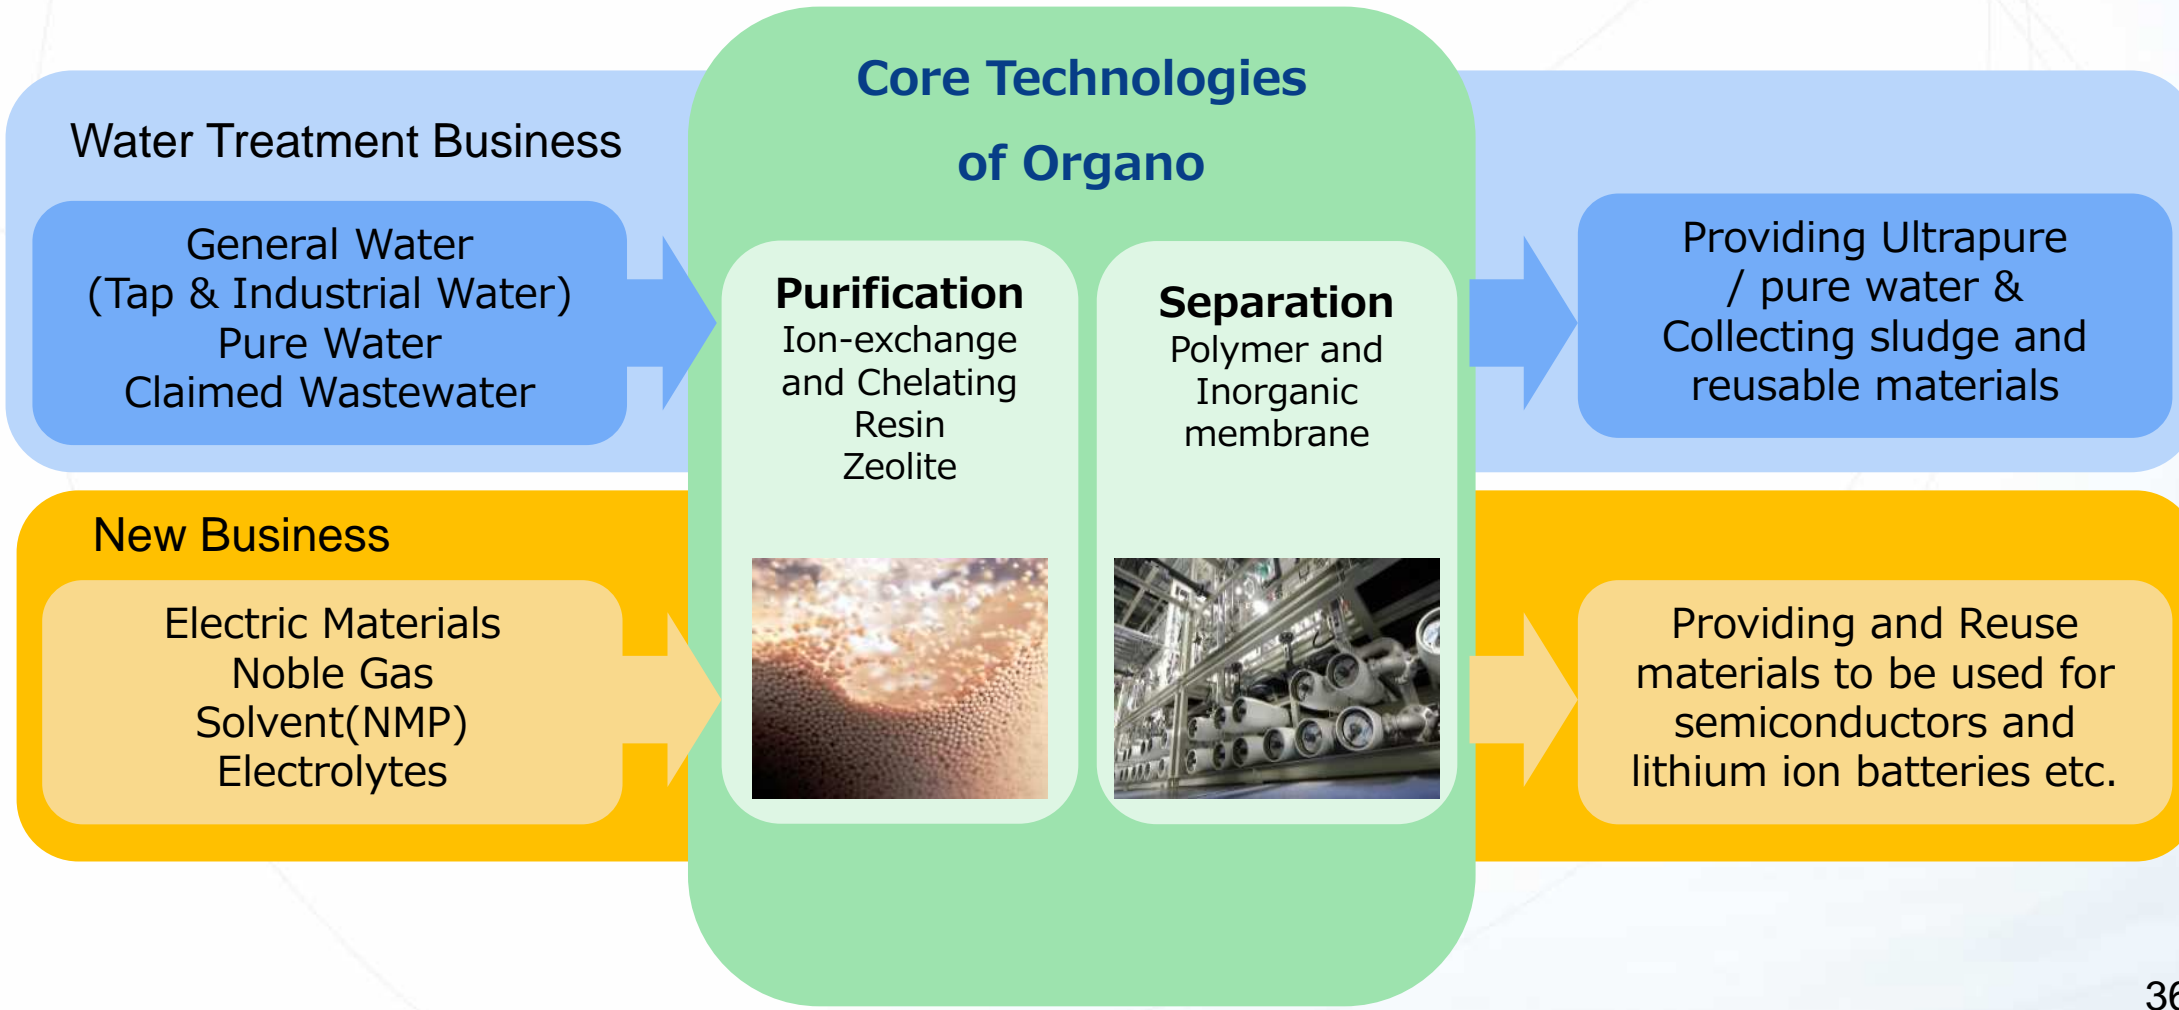 Core Technologies
of Organo
Water Treatment Business
General Water
(Tap & Industrial Water)
Pure Water
Claimed Wastewater
Purification
Ion-exchange
and Chelating
Resin
Zeolite
Separation
Polymer and
Inorganic
membrane
Providing Ultrapure
/ pure water &
Collecting sludge and
reusable materials
New Business
Electric Materials
Noble Gas
Solvent(NMP)
Electrolytes
Providing and Reuse
materials to be used for
semiconductors and
lithium ion batteries etc.
36